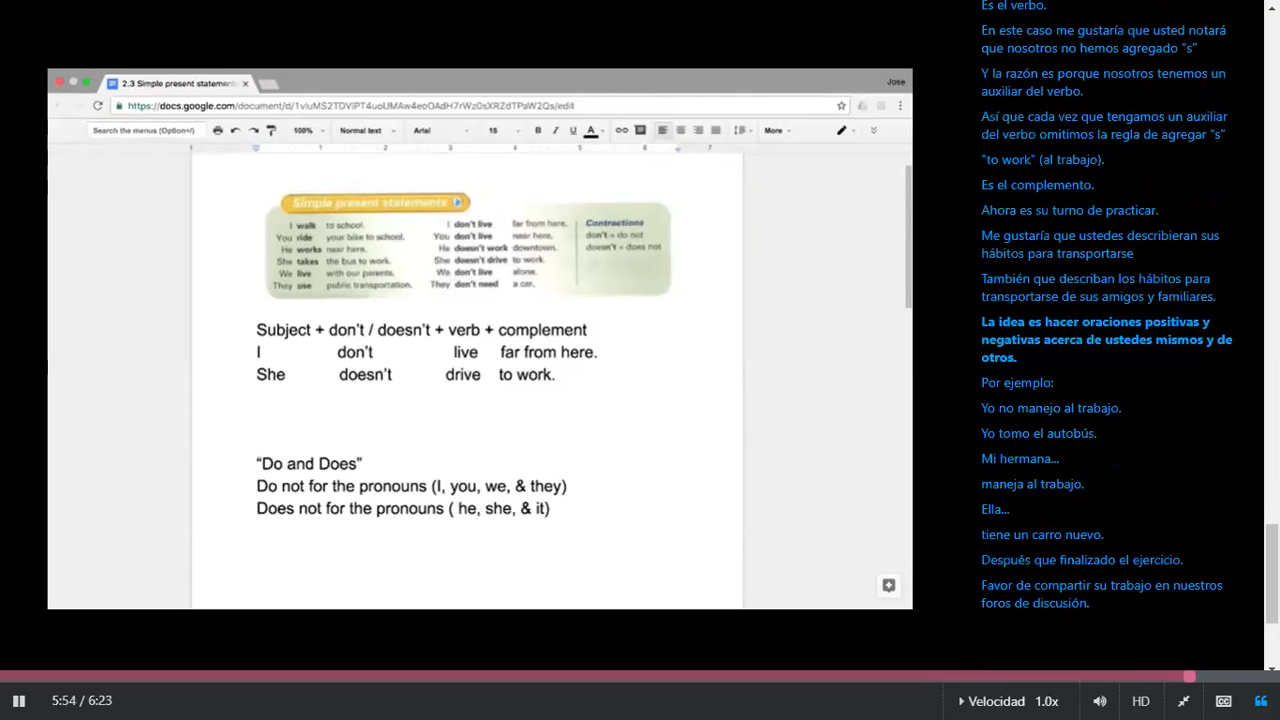 2.3 Simple present statement
Jose
https://docs.google.com/document/d/1vIuMS2TDViPT4uoUMAw4eoOAdH7rWz0sXRZdTPaW2Qs/edit
Search the menus (Option+/)
100%
Normal text
Arial
15
B
I
U
A
More
1
1
2
3
4
5
6
7
Simple present statements
I walk to school.
You ride your bike to school.
He works near here.
She takes the bus to work.
We live with our parents.
They use public transportation.
I don't live far from here.
You don't live near here.
He doesn't work downtown.
She doesn't drive to work.
We don't live alone.
They don't need a car.
Contractions
don't = do not
doesn't = does not
Subject + don't / doesn't + verb + complement
I don't live far from here.
She doesn't drive to work.
“Do and Does”
Do not for the pronouns (I, you, we, & they)
Does not for the pronouns ( he, she, & it)
Es el verbo.
En este caso me gustaría que usted notará
que nosotros no hemos agregado “s”
Y la razón es porque nosotros tenemos un
auxiliar del verbo.
Así que cada vez que tengamos un auxiliar
del verbo omitimos la regla de agregar “s”
"to work" (al trabajo).
Es el complemento.
Ahora es su turno de practicar.
Me gustaría que ustedes describieran sus
hábitos para transportarse
También que describan los hábitos para
transportarse de sus amigos y familiares.
La idea es hacer oraciones positivas y
negativas acerca de ustedes mismos y de
otros.
Por ejemplo:
Yo no manejo al trabajo.
Yo tomo el autobús.
Mi hermana...
maneja al trabajo.
Ella...
tiene un carro nuevo.
Después que finalizado el ejercicio.
Favor de compartir su trabajo en nuestros
foros de discusión.
5:54 / 6:23
Velocidad 1.0x
HD
CC